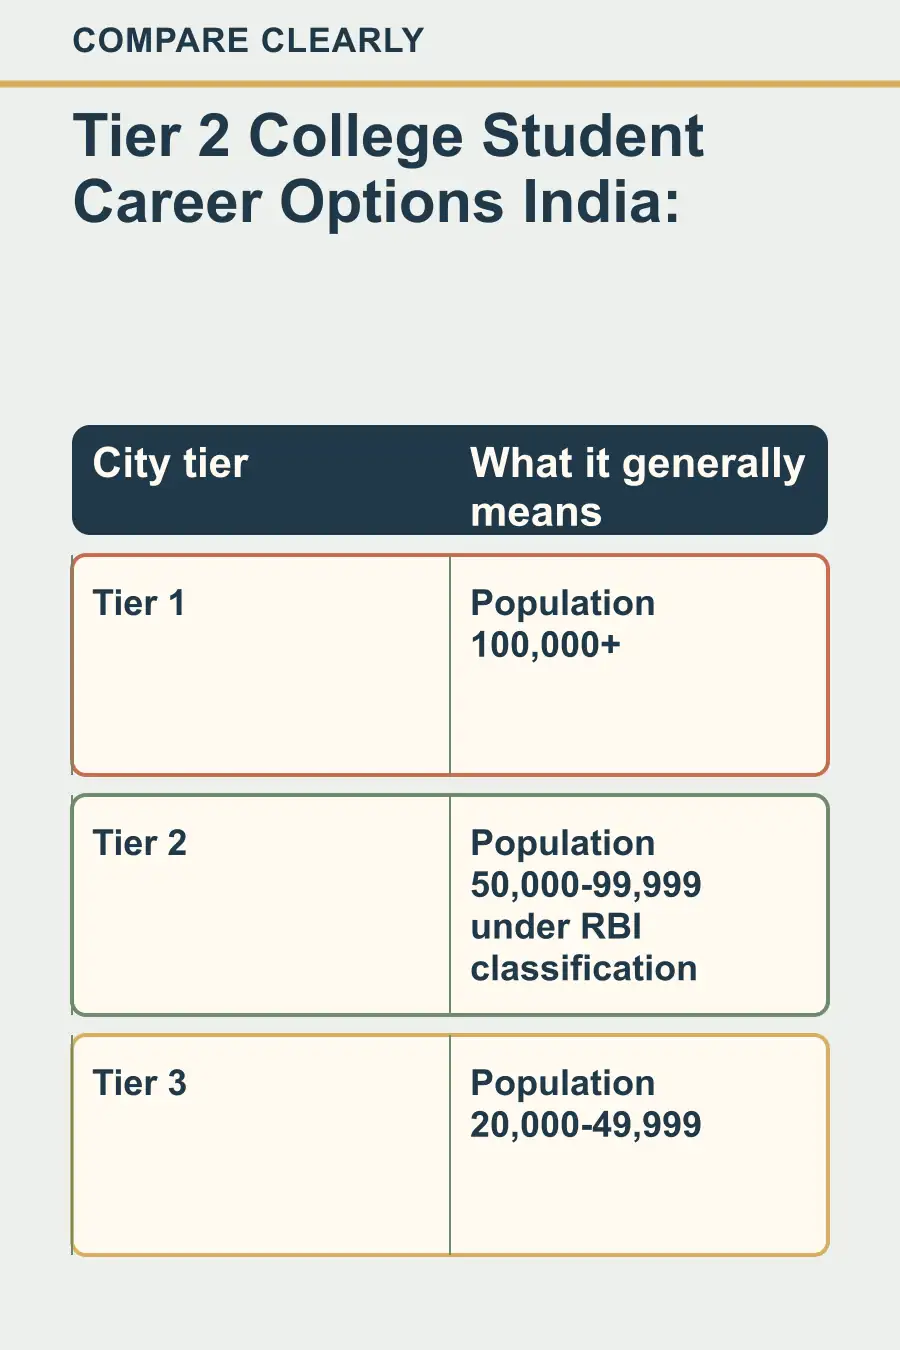 COMPARE CLEARLY
Tier 2 College Student
Career Options India:
City tier
What it generally
means
Tier 1
Population
100,000+
Tier 2
Population
50,000-99,999
under RBI
classification
Tier 3
Population
20,000-49,999